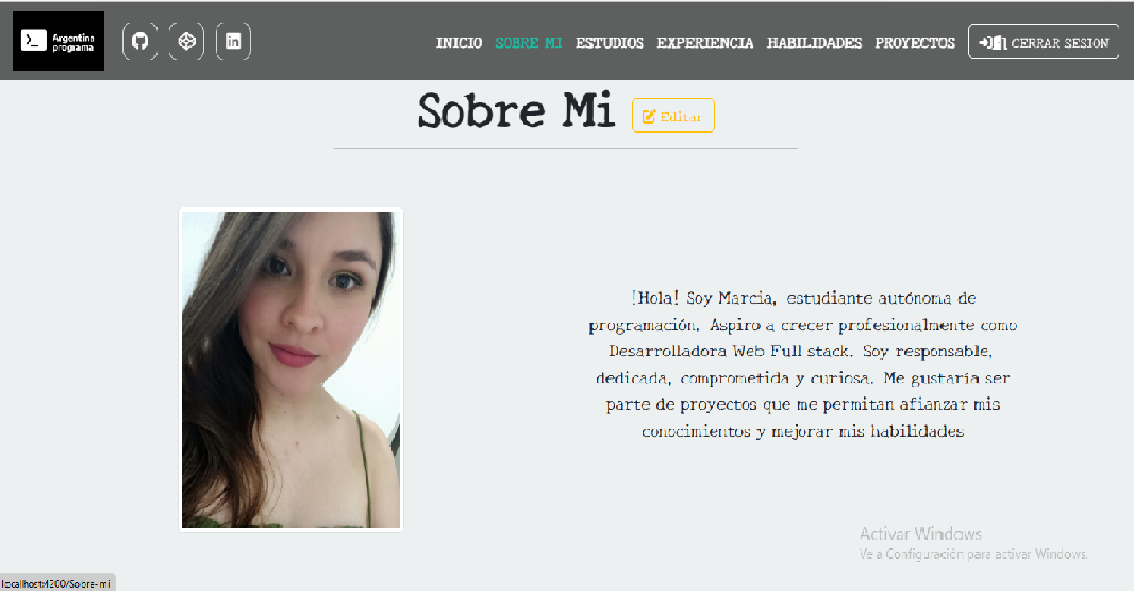 Argentina
programa
INICIO SOBRE MI ESTUDIOS EXPERIENCIA HABILIDADES PROYECTOS CERRAR SESION
Sobre Mi Editar
!Hola! Soy Marcia, estudiante autónoma de
programación, Aspiro a crecer profesionalmente como
Desarrolladora Web Full stack. Soy responsable,
dedicada, comprometida y curiosa. Me gustaría ser
parte de proyectos que me permitan afianzar mis
conocimientos y mejorar mis habilidades
Activar Windows
Ve a Configuración para activar Windows.
localhost:4200/Sobre-mi